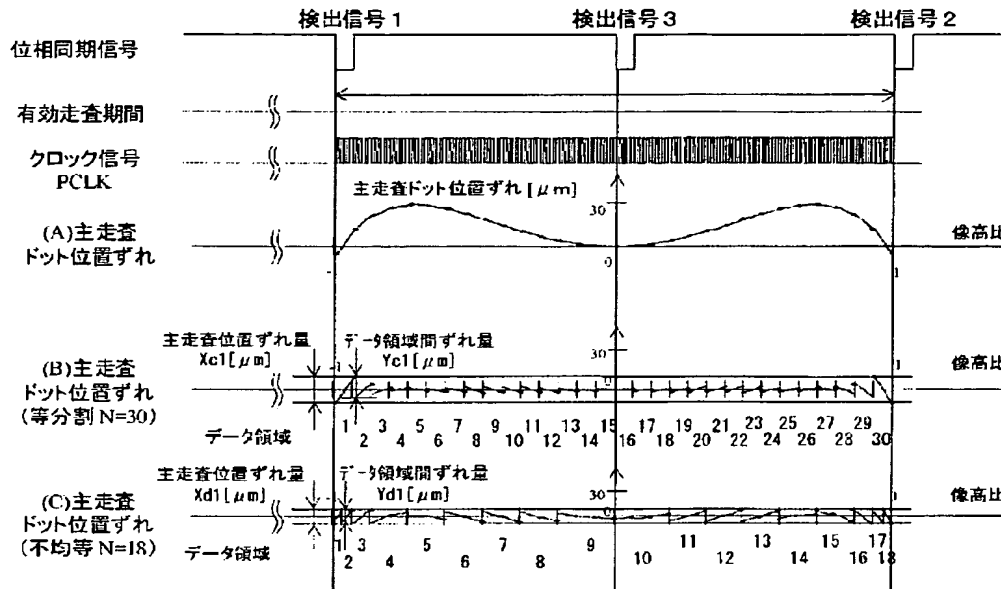 検出信号1 検出信号3 検出信号2
位相同期信号
有効走査期間
クロック信号
PCLK
主走査ドット位置ずれ [μm]
30
(A)主走査
ドット位置ずれ
像高比
0
-1
1
主走査位置ずれ量
Xc1[μm]
データ領域間ずれ量
Yc1[μm]
30
(B)主走査
ドット位置ずれ
(等分割 N=30)
像高比
-1
0
1
データ領域
1 3 5 7 9 11 13 15 17 19 21 23 25 27 29
2 4 6 8 10 12 14 16 18 20 22 24 26 28 30
主走査位置ずれ量
Xd1[μm]
データ領域間ずれ量
Yd1[μm]
30
(C)主走査
ドット位置ずれ
(不均等 N=18)
像高比
0
1
データ領域
1 3 5 7 9 11 13 15 17
2 4 6 8 10 12 14 16 18